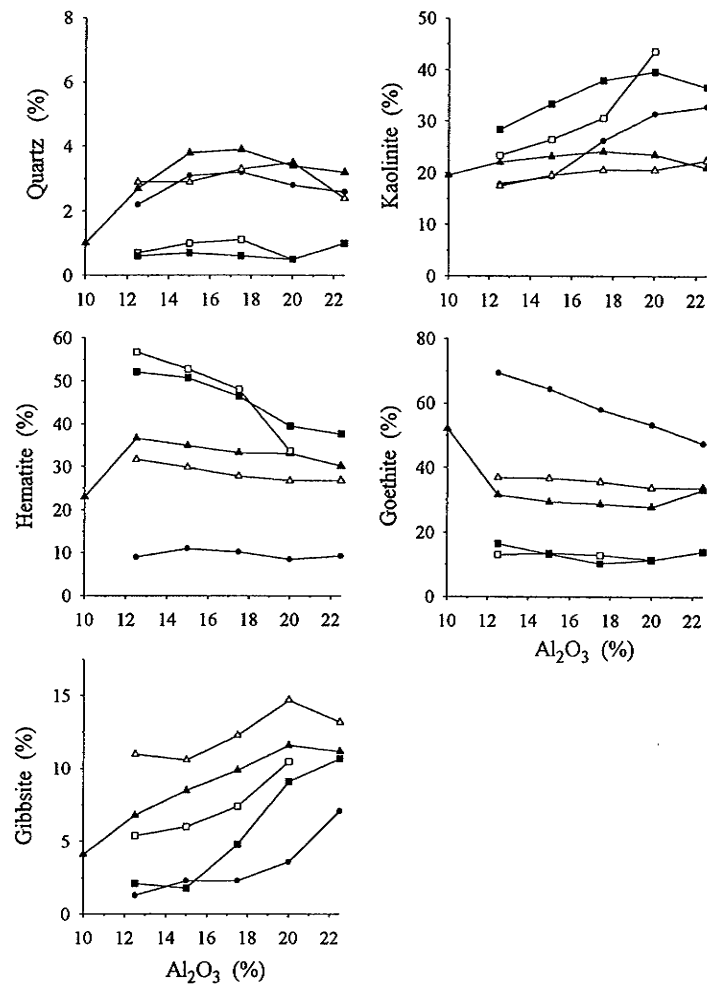 8
6
4
2
0
Quartz (%)
10 12 14 16 18 20 22
50
40
30
20
10
0
Kaolinite (%)
10 12 14 16 18 20 22
60
50
40
30
20
10
0
Hematite (%)
10 12 14 16 18 20 22
80
60
40
20
0
Goethite (%)
10 12 14 16 18 20 22
Al₂O₃ (%)
15
10
5
0
Gibbsite (%)
10 12 14 16 18 20 22
Al₂O₃ (%)